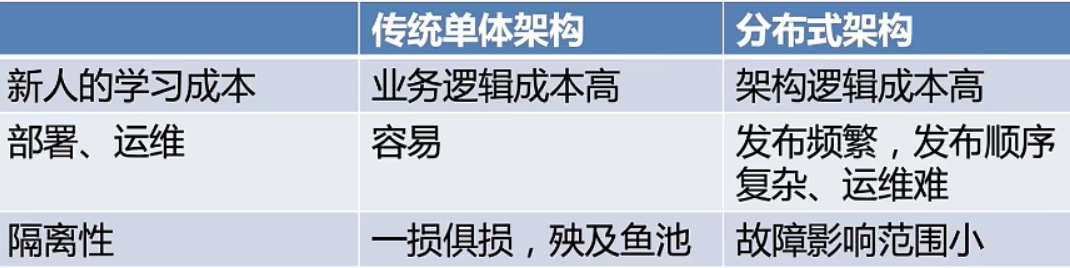 传统单体架构 分布式架构
新人的学习成本 业务逻辑成本高 架构逻辑成本高
部署、运维 容易 发布频繁，发布顺序
复杂、运维难
隔离性 一损俱损，殃及鱼池 故障影响范围小